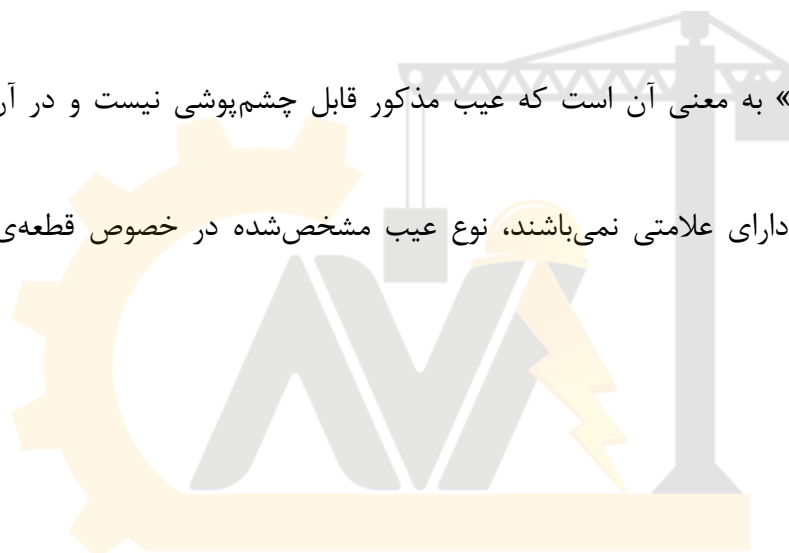 » به معنی آن است که عیب مذکور قابل چشم‌پوشی نیست و در
دارای علامتی نمی‌باشند، نوع عیب مشخص‌شده در خصوص قطعه‌ی